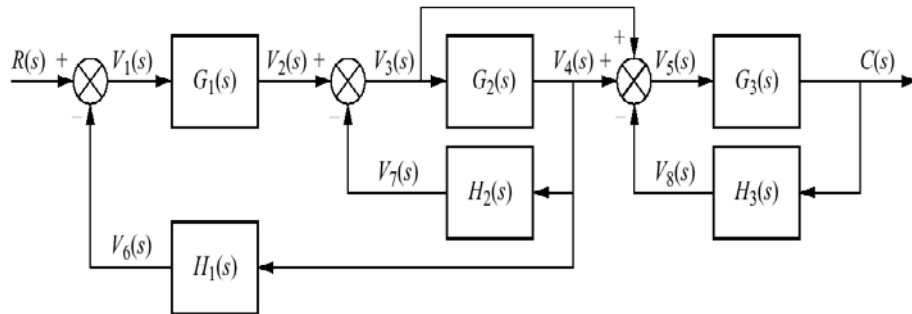 +
R(s) + V1(s) G1(s) V2(s) + V3(s) G2(s) V4(s) + V5(s) G3(s) C(s)
− − −
V7(s) H2(s) V8(s) H3(s)
V6(s) H1(s)